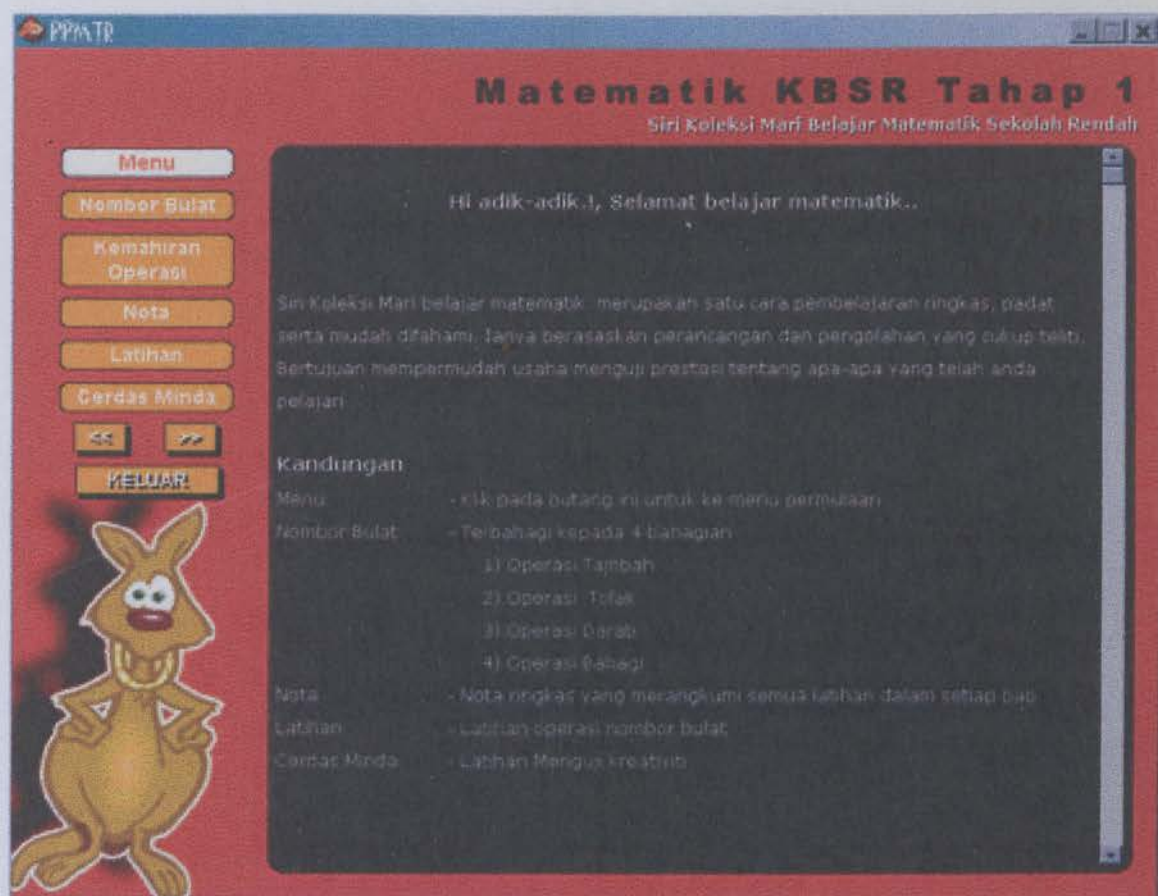 PPMTR
Matematik KBSR Tahap 1
Siri Koleksi Mari Belajar Matematik Sekolah Rendah
Menu
Nombor Bulat
Kemahiran
Operasi
Nota
Latihan
Cerdas Minda
<< >>
KELUAR
Hi adik-adik.!, Selamat belajar matematik..
Siri Koleksi Mari belajar matematik merupakan satu cara pembelajaran ringkas, padat
serta mudah difahami. Ianya berasaskan perancangan dan pengolahan yang cukup teliti.
Bertujuan mempermudah usaha menguji prestasi tentang apa-apa yang telah anda
pelajari
Kandungan
Menu - Klik pada butang ini untuk ke menu permulaan
Nombor Bulat - Terbahagi kepada 4 bahagian
1) Operasi Tambah
2) Operasi Tolak
3) Operasi Darab
4) Operasi Bahagi
Nota - Nota ringkas yang merangkumi semua latihan dalam setiap bab
Latihan - Latihan operasi nombor bulat
Cerdas Minda - Latihan Menguji kreativiti